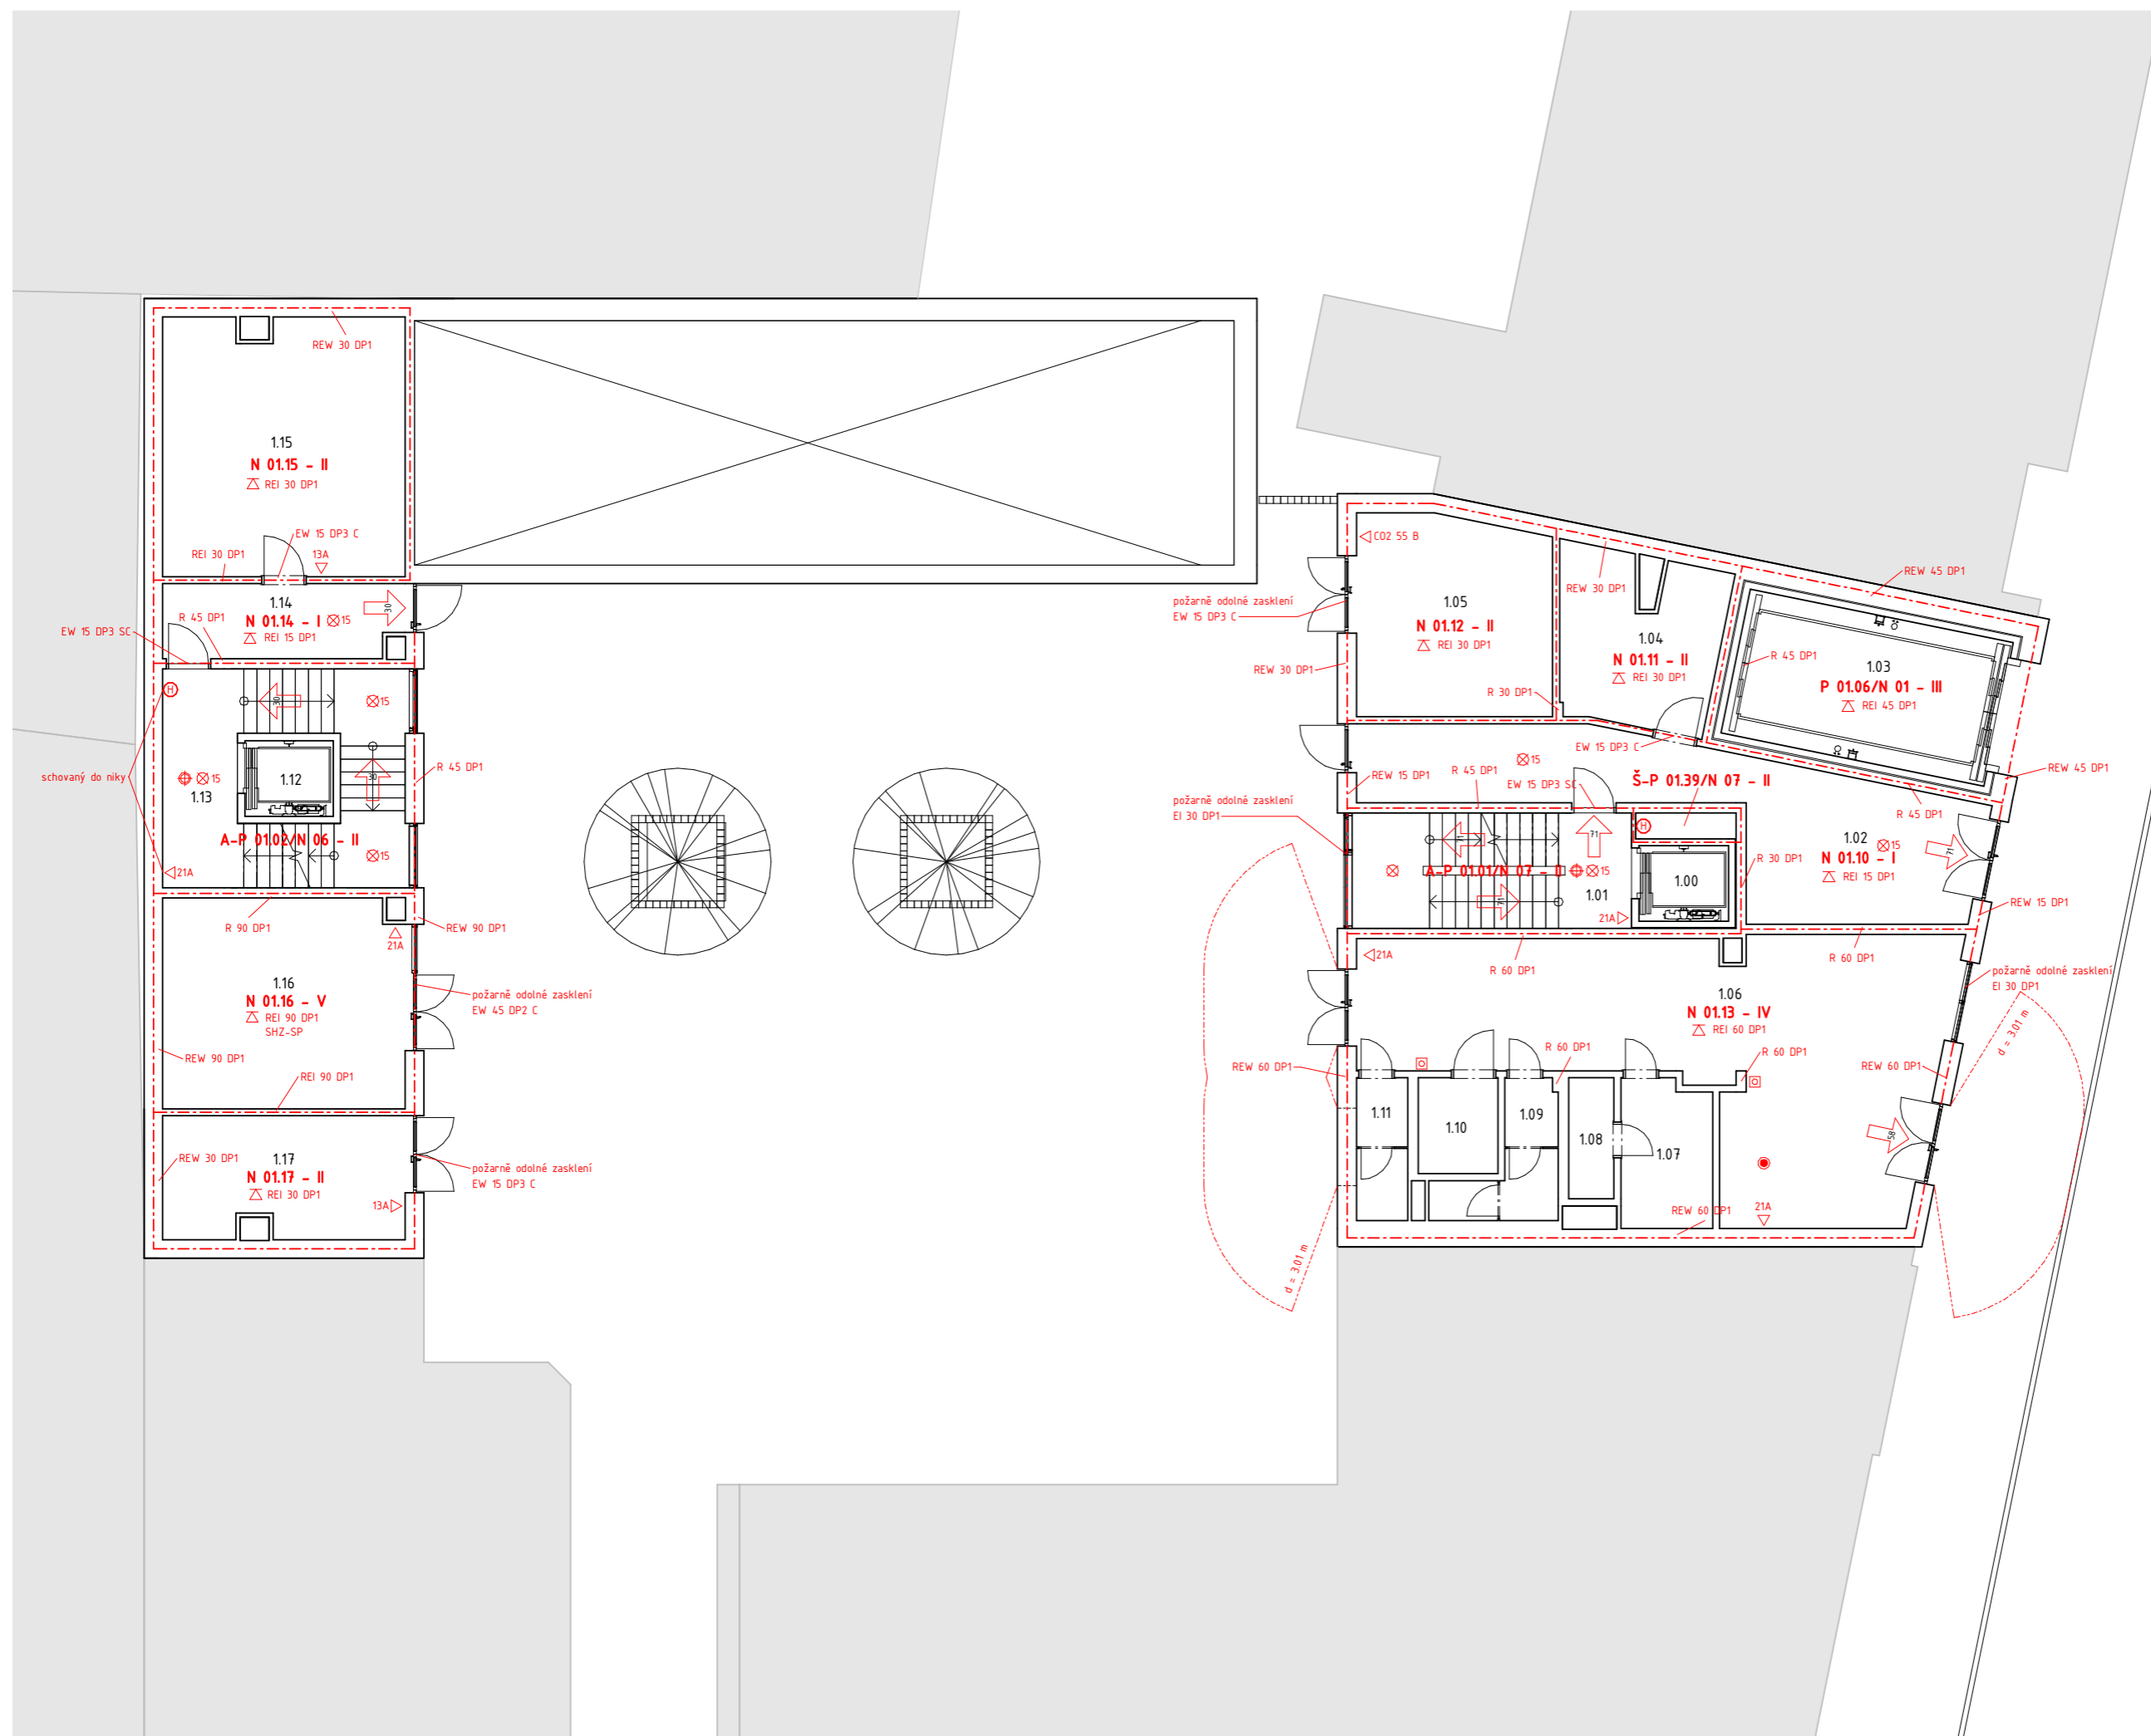 REW 30 DP1
1.15
N 01.15 - II
REI 30 DP1
EW 15 DP3 C
REI 30 DP1
13A
1.14
N 01.14 - I
15
REI 15 DP1
30
R 45 DP1
EW 15 DP3 SC
H
30
15
schovaný do niky
15
1.13
1.12
30
R 45 DP1
A-P 01.02/N 06 - II
15
21A
R 90 DP1
21A
REW 90 DP1
1.16
N 01.16 - V
REI 90 DP1
SHZ-SP
požárně odolné zasklení
EW 45 DP2 C
REW 90 DP1
REI 90 DP1
REW 30 DP1
1.17
N 01.17 - II
REI 30 DP1
požárně odolné zasklení
EW 15 DP3 C
13A
CO2 55 B
požárně odolné zasklení
EW 15 DP3 C
1.05
N 01.12 - II
REI 30 DP1
REW 30 DP1
REW 30 DP1
REW 45 DP1
1.04
N 01.11 - II
REI 30 DP1
R 30 DP1
R 45 DP1
1.03
P 01.06/N 01 - III
REI 45 DP1
EW 15 DP3 C
15
REW 15 DP1
R 45 DP1
EW 15 DP3 SC
Š-P 01.39/N 07 - II
REW 45 DP1
R 45 DP1
požárně odolné zasklení
EI 30 DP1
H
71
71
71
A-P 01.01/N 07 - II
15
1.01
1.00
21A
R 30 DP1
1.02
15
N 01.10 - I
REI 15 DP1
71
REW 15 DP1
21A
R 60 DP1
R 60 DP1
požárně odolné zasklení
EI 30 DP1
1.06
N 01.13 - IV
REI 60 DP1
d = 3.01 m
REW 60 DP1
R 60 DP1
R 60 DP1
REW 60 DP1
1.11
1.10
1.09
1.08
1.07
58
21A
REW 60 DP1
d = 3.01 m